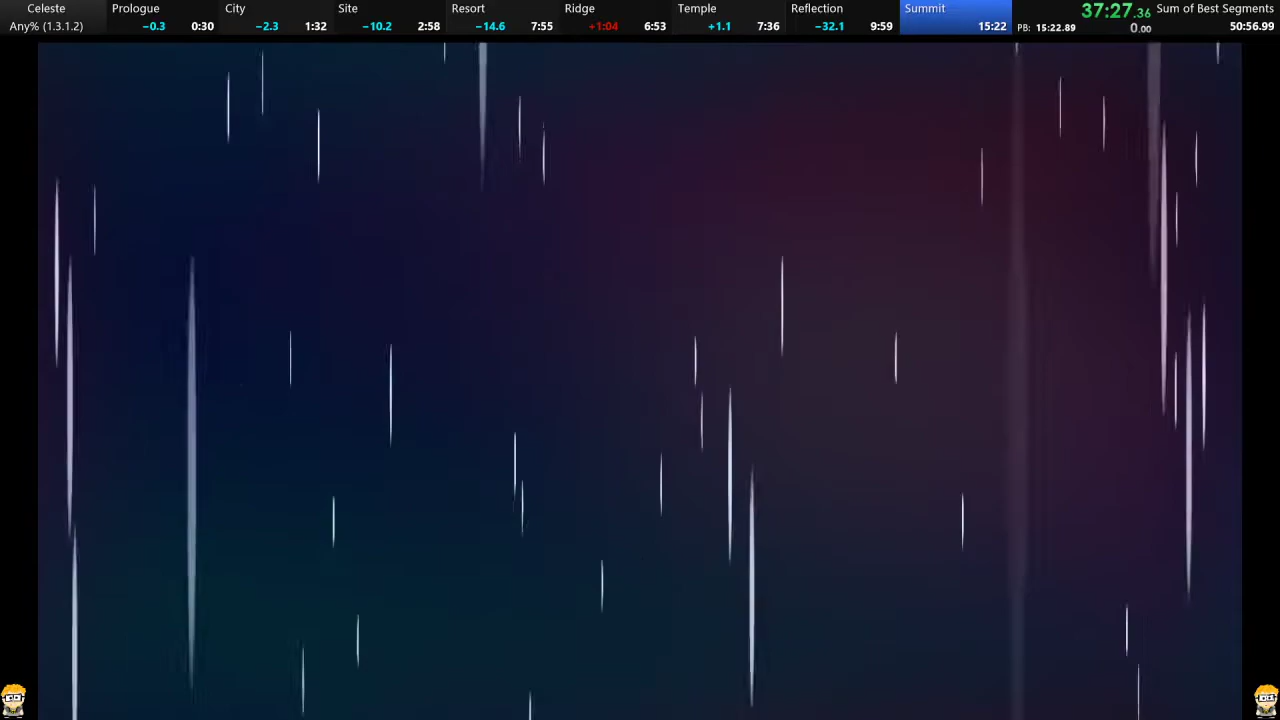 Celeste
Any% (1.3.1.2)
Prologue
−0.3 0:30
City
−2.3 1:32
Site
−10.2 2:58
Resort
−14.6 7:55
Ridge
+1:04 6:53
Temple
+1.1 7:36
Reflection
−32.1 9:59
Summit
15:22
37:27.36
PB: 15:22.89 0.00
Sum of Best Segments
50:56.99